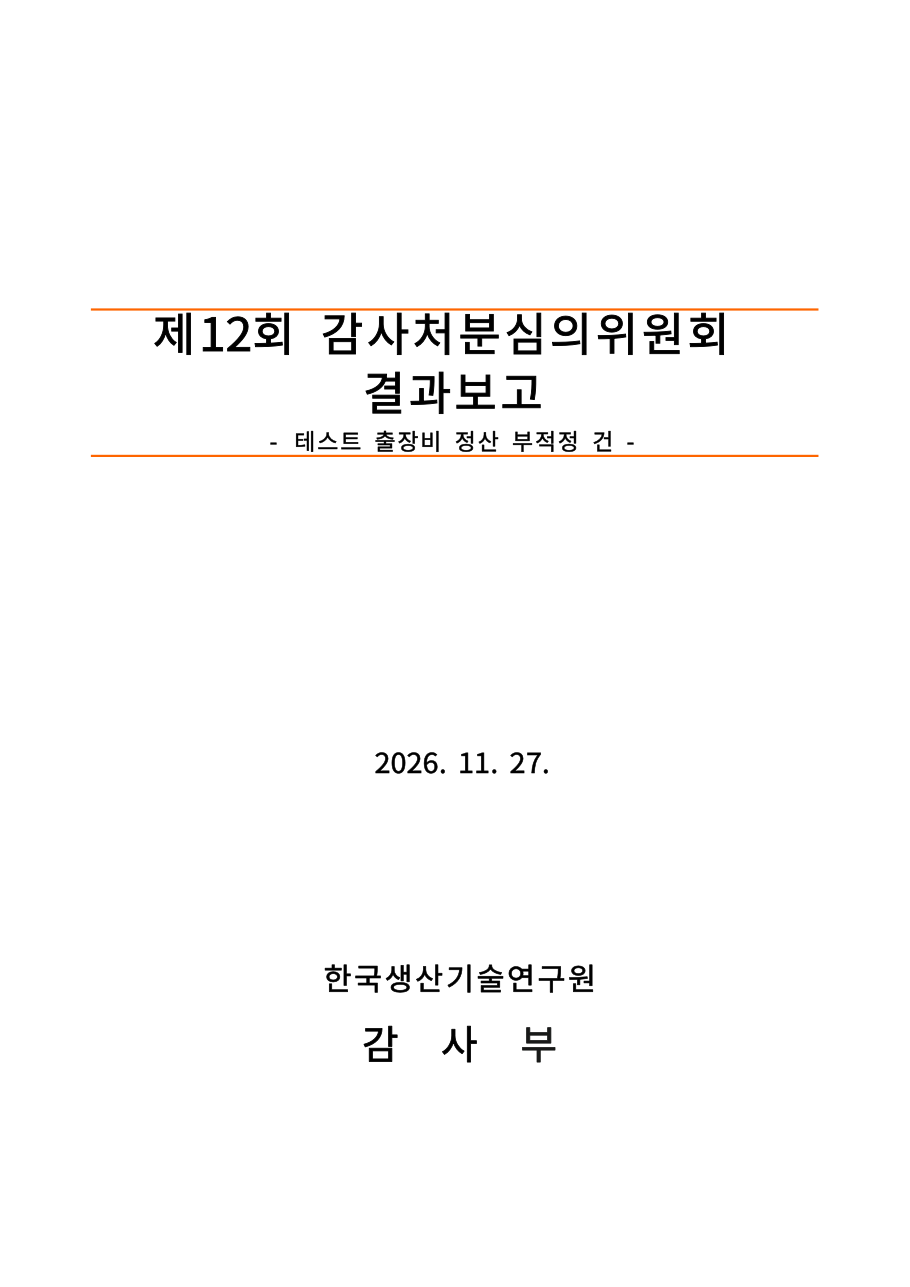 제12회 감사처분심의위원회
결과보고
- 테스트 출장비 정산 부적정 건 -
2026. 11. 27.
한국생산기술연구원
감 사 부